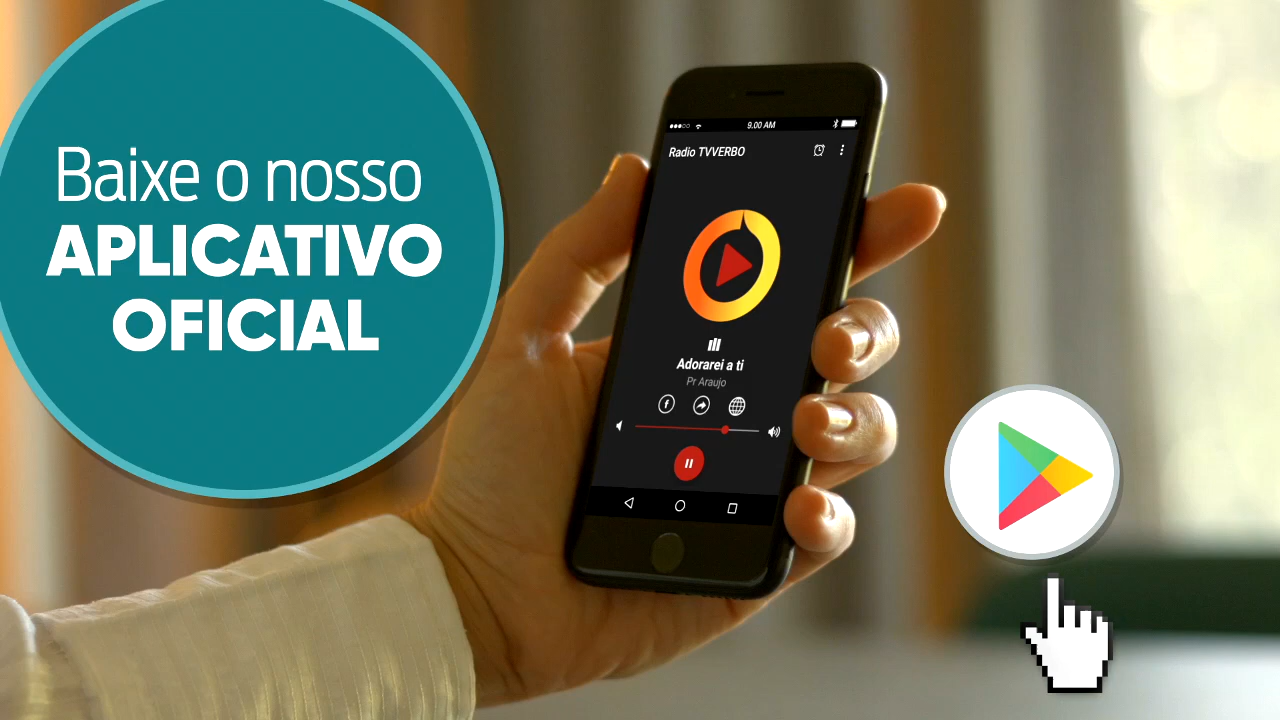 Baixe o nosso
APLICATIVO
OFICIAL
9.00 AM
Radio TVVERBO
Adorarei a ti
Pr Araujo